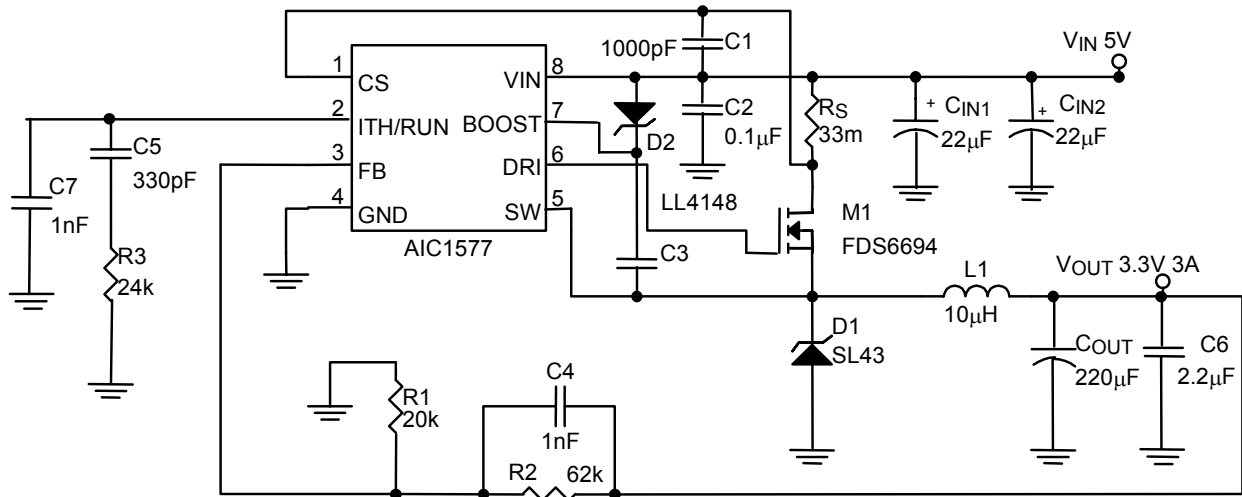 1000pF
C1
VIN 5V
1
CS
VIN
8
2
ITH/RUN
BOOST
7
3
FB
DRI
6
4
GND
SW
5
AIC1577
C5
330pF
C7
1nF
R3
24k
D2
C2
0.1μF
RS
33m
+
CIN1
22μF
+
CIN2
22μF
LL4148
M1
FDS6694
C3
L1
10μH
VOUT 3.3V 3A
D1
SL43
COUT
220μF
C6
2.2μF
R1
20k
C4
1nF
R2
62k